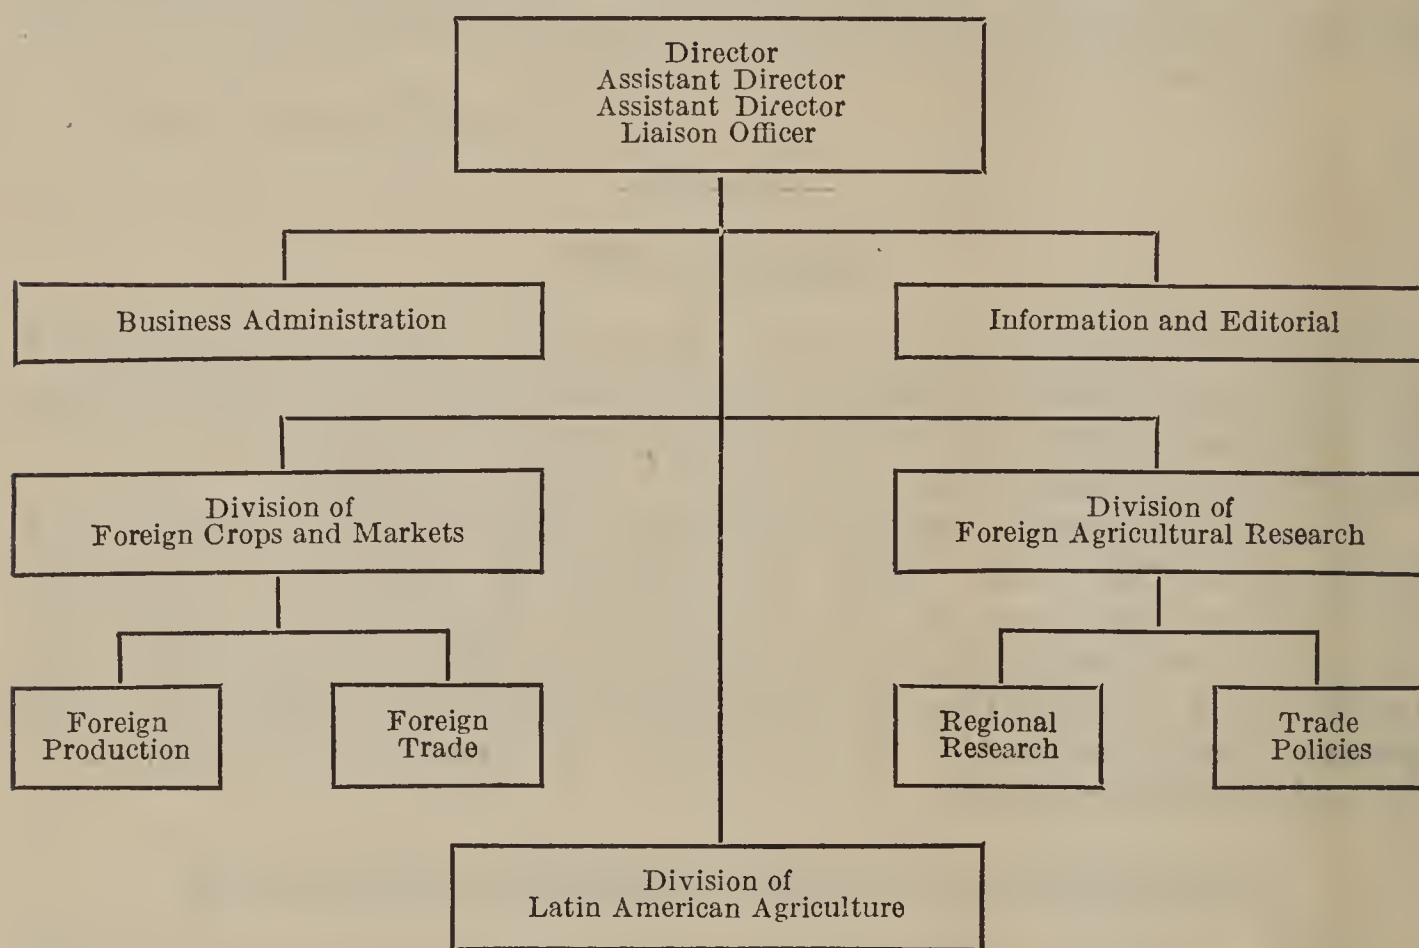 Director
Assistant Director
Assistant Director
Liaison Officer
Business Administration
Information and Editorial
Division of
Foreign Crops and Markets
Division of
Foreign Agricultural Research
Foreign
Production
Foreign
Trade
Regional
Research
Trade
Policies
Division of
Latin American Agriculture